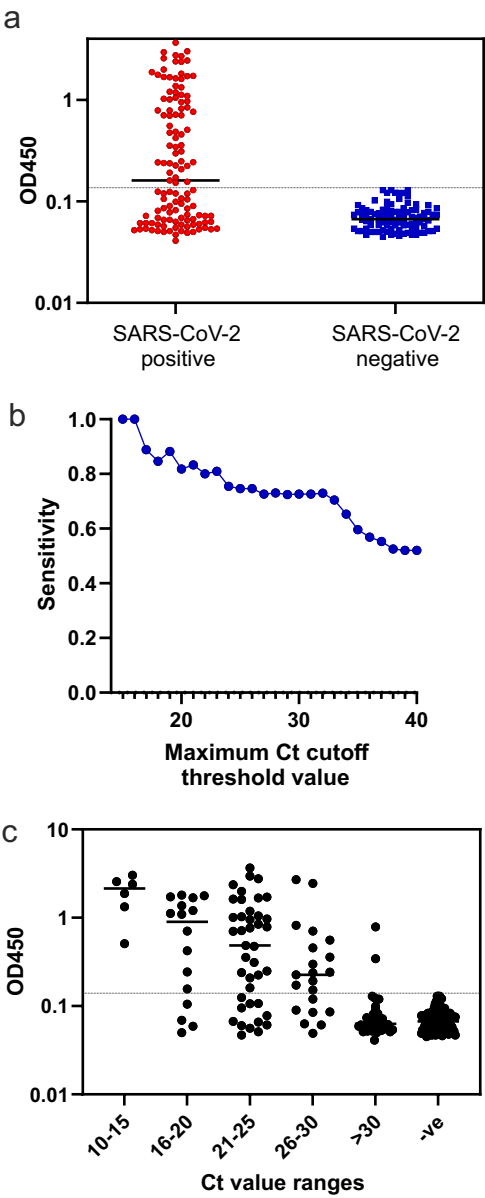 a
1
0.1
0.01
OD450
SARS-CoV-2
positive
SARS-CoV-2
negative
b
1.0
0.8
0.6
0.4
0.2
0.0
Sensitivity
20
30
40
Maximum Ct cutoff
threshold value
c
10
1
0.1
0.01
OD450
10-15
16-20
21-25
26-30
>30
-ve
Ct value ranges